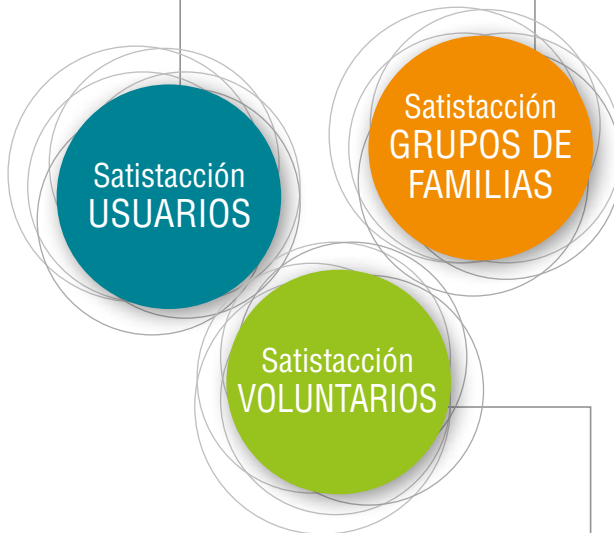 Satistacción
USUARIOS
Satistacción
GRUPOS DE
FAMILIAS
Satistacción
VOLUNTARIOS